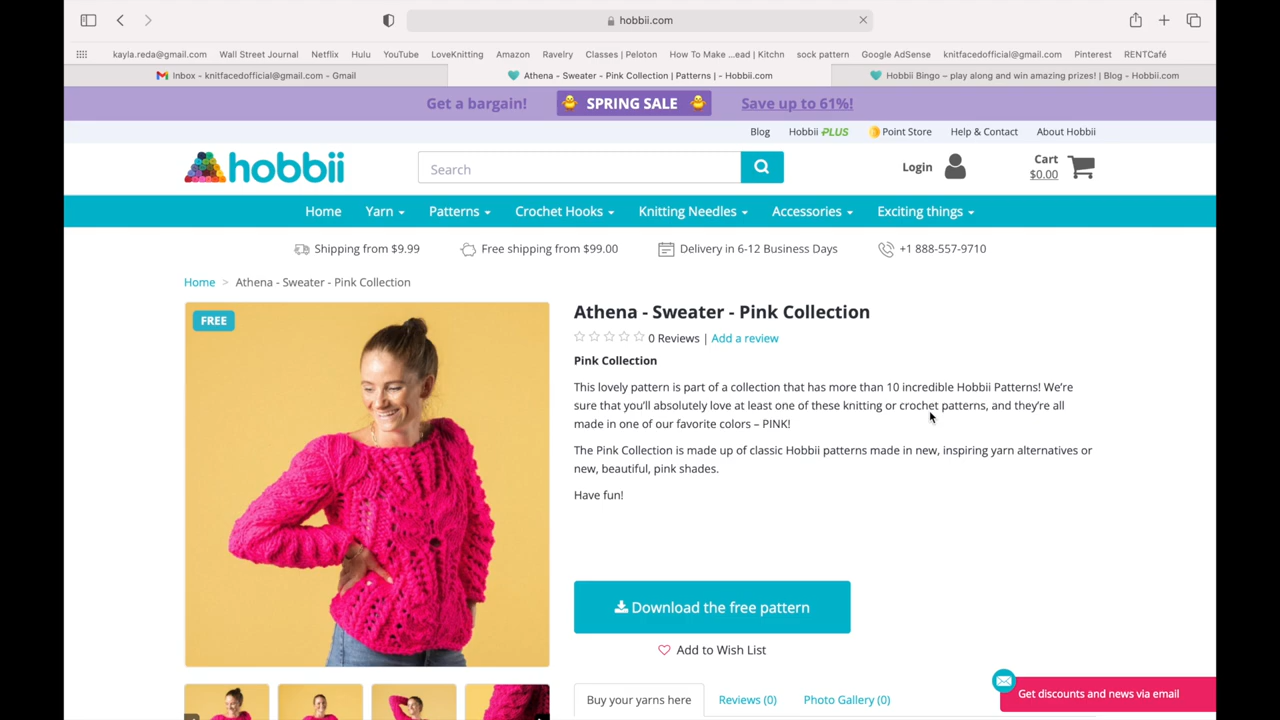 hobbii.com
kayla.reda@gmail.com Wall Street Journal Netflix Hulu YouTube LoveKnitting Amazon Ravelry Classes | Peloton How To Make ...ead | Kitchn sock pattern Google AdSense knitfacedofficial@gmail.com Pinterest RENTCafé
Inbox - knitfacedofficial@gmail.com - Gmail
Athena - Sweater - Pink Collection | Patterns | - Hobbii.com
Hobbii Bingo – play along and win amazing prizes! | Blog - Hobbii.com
Get a bargain! SPRING SALE Save up to 61%!
Blog Hobbii PLUS Point Store Help & Contact About Hobbii
hobbii
Search
Login
Cart
$0.00
Home Yarn Patterns Crochet Hooks Knitting Needles Accessories Exciting things
Shipping from $9.99 Free shipping from $99.00 Delivery in 6-12 Business Days +1 888-557-9710
Home > Athena - Sweater - Pink Collection
FREE
Athena - Sweater - Pink Collection
0 Reviews | Add a review
Pink Collection
This lovely pattern is part of a collection that has more than 10 incredible Hobbii Patterns! We're
sure that you'll absolutely love at least one of these knitting or crochet patterns, and they're all
made in one of our favorite colors – PINK!
The Pink Collection is made up of classic Hobbii patterns made in new, inspiring yarn alternatives or
new, beautiful, pink shades.
Have fun!
Download the free pattern
Add to Wish List
Buy your yarns here Reviews (0) Photo Gallery (0)
Get discounts and news via email